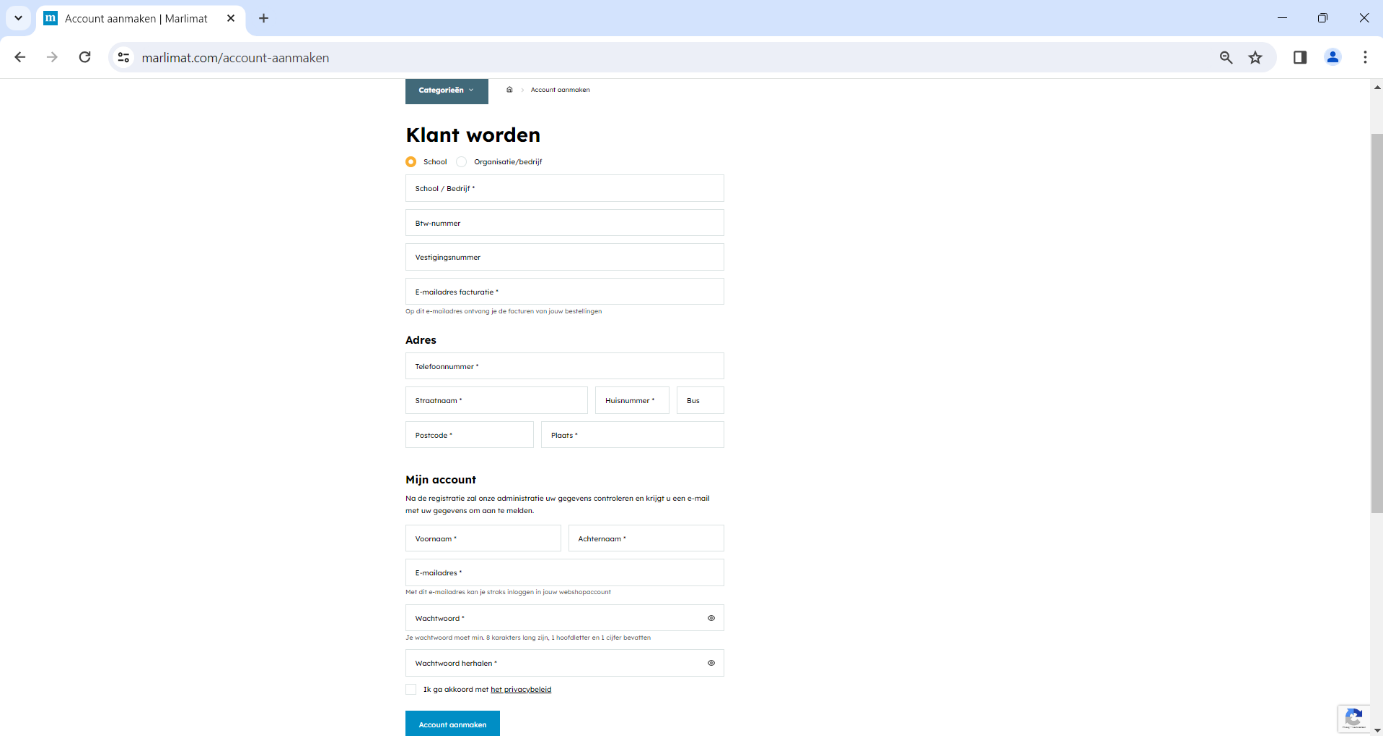 m Account aanmaken | Marlimat
marlimat.com/account-aanmaken
Categorieën Account aanmaken
Klant worden
School Organisatie/bedrijf
School / Bedrijf *
Btw-nummer
Vestigingsnummer
E-mailadres facturatie *
Op dit e-mailadres ontvang je de facturen van jouw bestellingen
Adres
Telefoonnummer *
Straatnaam * Huisnummer * Bus
Postcode * Plaats *
Mijn account
Na de registratie zal onze administratie uw gegevens controleren en krijgt u een e-mail
met uw gegevens om aan te melden.
Voornaam * Achternaam *
E-mailadres *
Met dit e-mailadres kan je straks inloggen in jouw webshopaccount
Wachtwoord *
Je wachtwoord moet min. 8 karakters lang zijn, 1 hoofdletter en 1 cijfer bevatten
Wachtwoord herhalen *
Ik ga akkoord met het privacybeleid
Account aanmaken